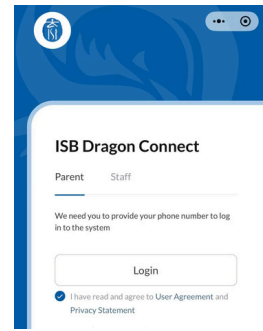 ISB Dragon Connect
Parent Staff
We need you to provide your phone number to log
in to the system
Login
I have read and agree to User Agreement and
Privacy Statement